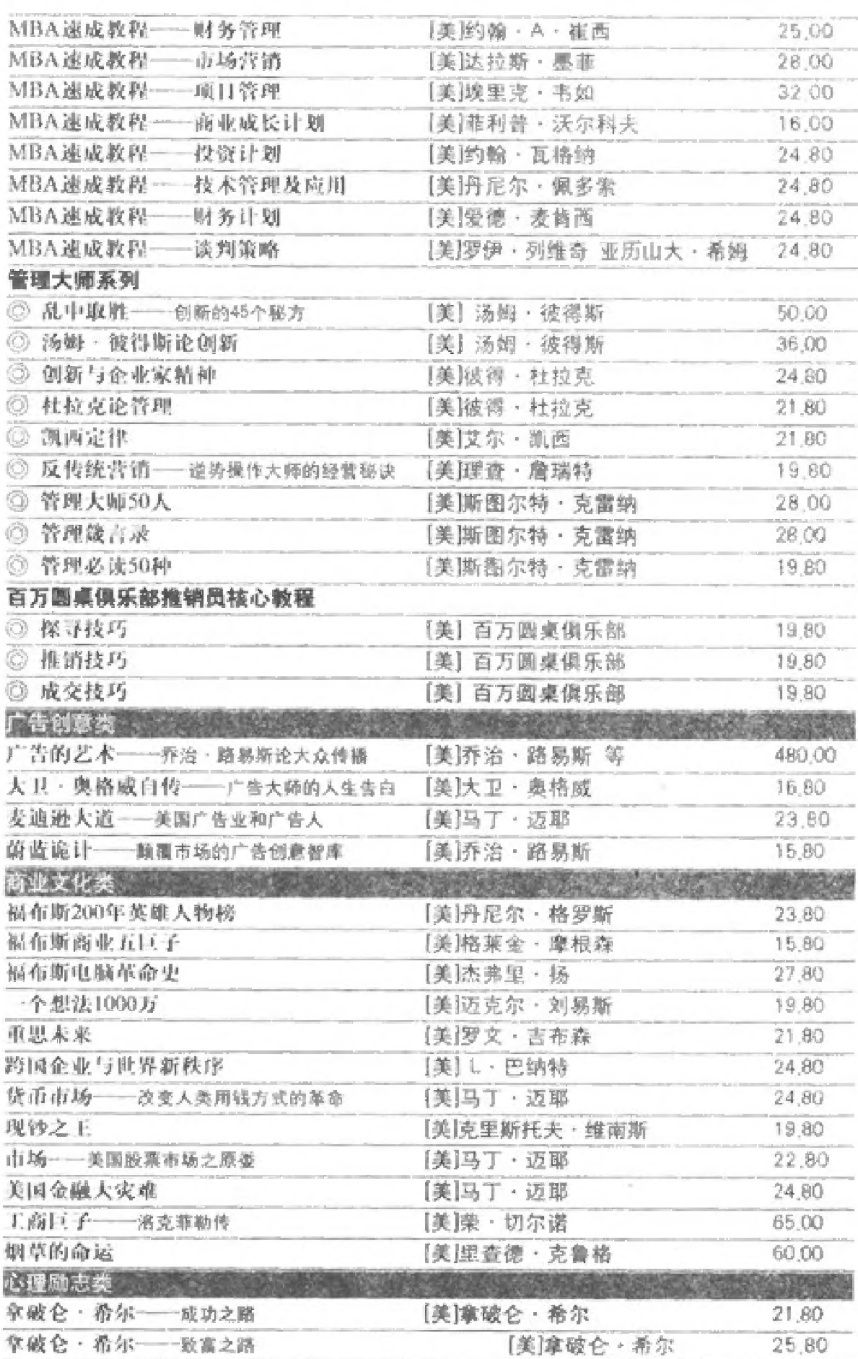 MBA速成教程——财务管理 [美]约翰·A·崔西 25.00
MBA速成教程——市场营销 [美]达拉斯·墨菲 28.00
MBA速成教程——项目管理 [美]埃里克·韦如 32.00
MBA速成教程——商业成长计划 [美]菲利普·沃尔科夫 16.00
MBA速成教程——投资计划 [美]约翰·瓦格纳 24.80
MBA速成教程——技术管理及应用 [美]丹尼尔·佩多索 24.80
MBA速成教程——财务计划 [美]爱德·麦肯西 24.80
MBA速成教程——谈判策略 [美]罗伊·列维奇 亚历山大·希姆 24.80
管理大师系列
◎ 乱中取胜——创新的45个秘方 [美] 汤姆·彼得斯 50.00
◎ 汤姆·彼得斯论创新 [美] 汤姆·彼得斯 36.00
◎ 创新与企业家精神 [美]彼得·杜拉克 24.80
◎ 杜拉克论管理 [美]彼得·杜拉克 21.80
◎ 凯西定律 [美]艾尔·凯西 21.80
◎ 反传统营销——逆势操作大师的经营秘诀 [美]理查·詹瑞特 19.80
◎ 管理大师50人 [美]斯图尔特·克雷纳 28.00
◎ 管理箴言录 [美]斯图尔特·克雷纳 28.00
◎ 管理必读50种 [美]斯图尔特·克雷纳 19.80
百万圆桌俱乐部推销员核心教程
◎ 探寻技巧 [美] 百万圆桌俱乐部 19.80
◎ 推销技巧 [美] 百万圆桌俱乐部 19.80
◎ 成交技巧 [美] 百万圆桌俱乐部 19.80
广告创意类
广告的艺术——乔治·路易斯论大众传播 [美]乔治·路易斯 等 480.00
大卫·奥格威自传——广告大师的人生告白 [美]大卫·奥格威 16.80
麦迪逊大道——美国广告业和广告人 [美]马丁·迈耶 23.80
蔚蓝诡计——颠覆市场的广告创意智库 [美]乔治·路易斯 15.80
商业文化类
福布斯200年英雄人物榜 [美]丹尼尔·格罗斯 23.80
福布斯商业五巨子 [美]格莱金·摩根森 15.80
福布斯电脑革命史 [美]杰弗里·扬 27.80
一个想法1000万 [美]迈克尔·刘易斯 19.80
重思未来 [美]罗文·吉布森 21.80
跨国企业与世界新秩序 [美] L·巴纳特 24.80
货币市场——改变人类用钱方式的革命 [美]马丁·迈耶 24.80
现钞之王 [美]克里斯托夫·维南斯 19.80
市场——美国股票市场之原委 [美]马丁·迈耶 22.80
美国金融大灾难 [美]马丁·迈耶 24.80
工商巨子——洛克菲勒传 [美]荣·切尔诺 65.00
烟草的命运 [美]里查德·克鲁格 60.00
心理励志类
拿破仑·希尔——成功之路 [美]拿破仑·希尔 21.80
拿破仑·希尔——致富之路 [美]拿破仑·希尔 25.80